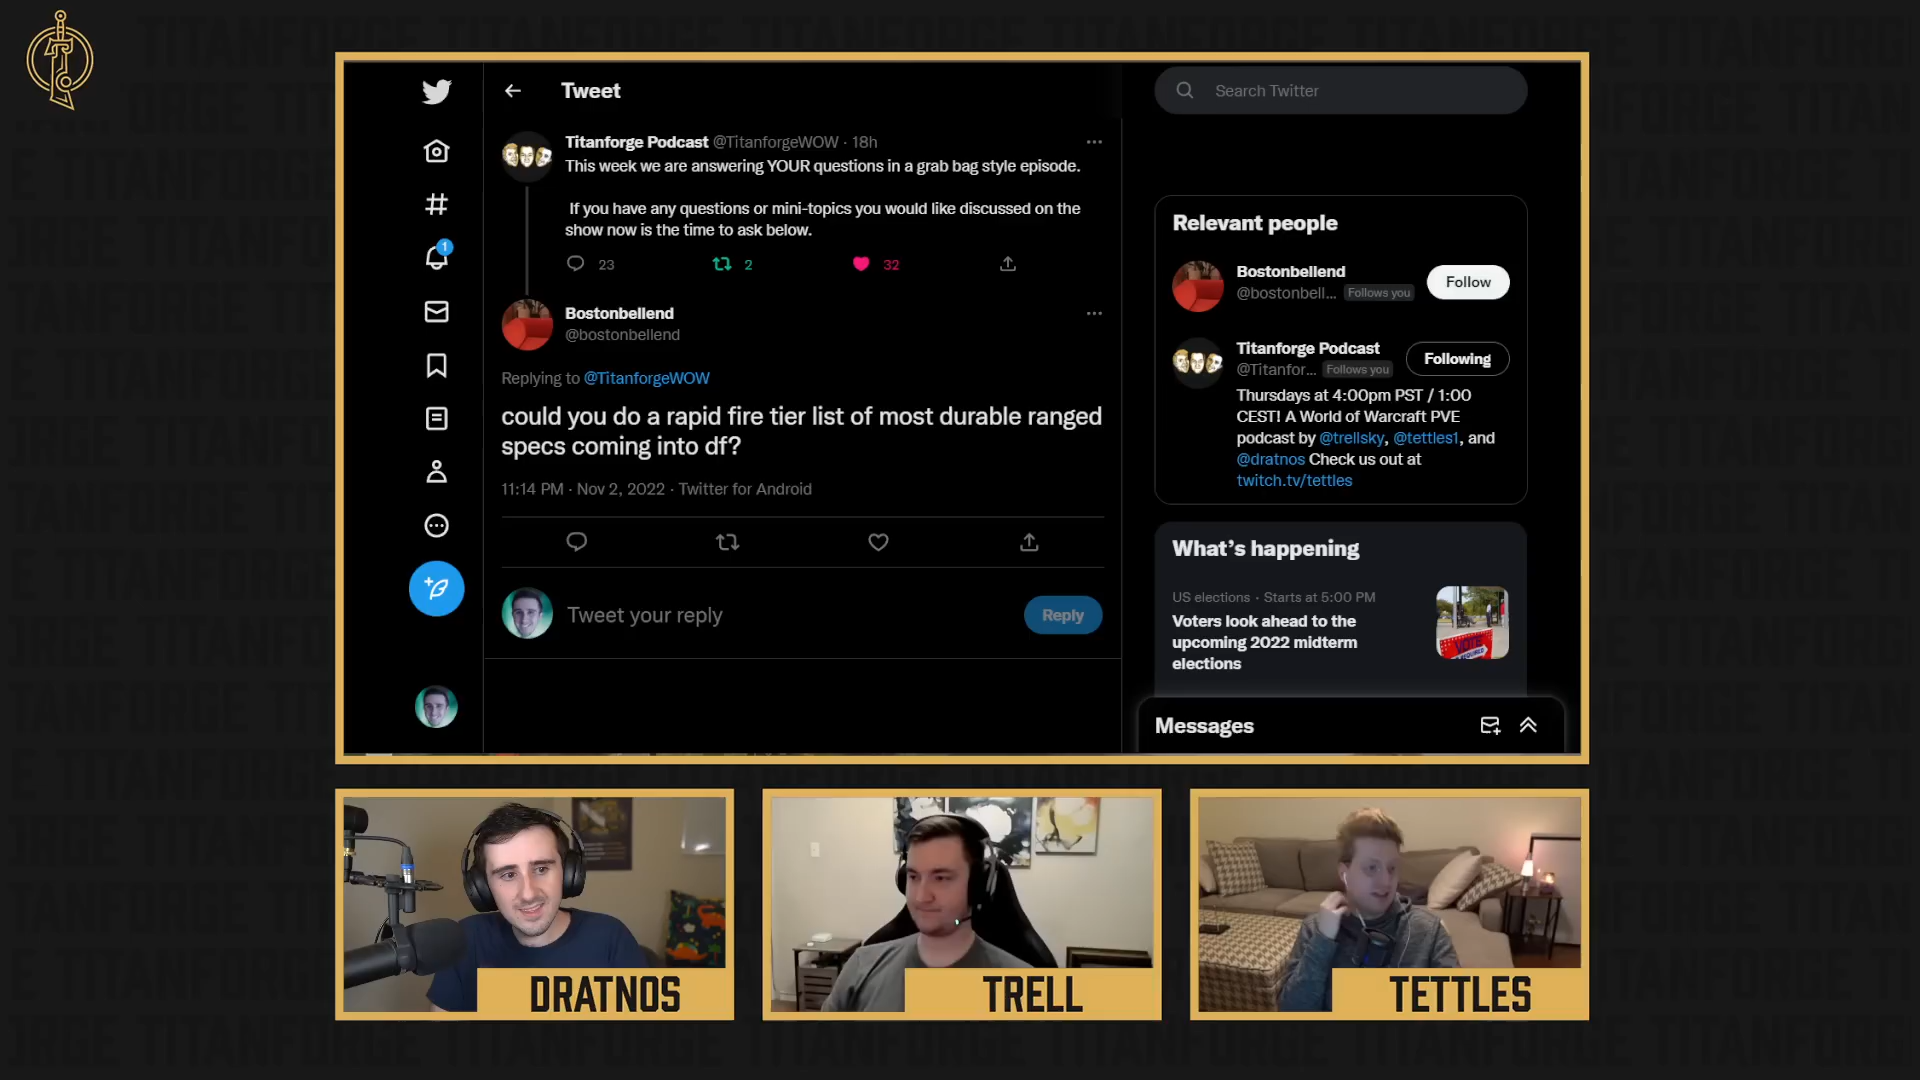 Tweet
Search Twitter
Titanforge Podcast @TitanforgeWOW · 18h
This week we are answering YOUR questions in a grab bag style episode.
If you have any questions or mini-topics you would like discussed on the
show now is the time to ask below.
23
2
32
1
Bostonbellend
@bostonbellend
Replying to @TitanforgeWOW
could you do a rapid fire tier list of most durable ranged
specs coming into df?
11:14 PM · Nov 2, 2022 · Twitter for Android
Tweet your reply
Reply
Relevant people
Bostonbellend
@bostonbell... Follows you
Follow
Titanforge Podcast
@Titanfor... Follows you
Following
Thursdays at 4:00pm PST / 1:00
CEST! A World of Warcraft PVE
podcast by @trellsky, @tettles1, and
@dratnos Check us out at
twitch.tv/tettles
What's happening
US elections · Starts at 5:00 PM
Voters look ahead to the
upcoming 2022 midterm
elections
VOTE
Messages
DRATNOS
TRELL
TETTLES
TITANFORGE TITANFORGE TITANFORGE